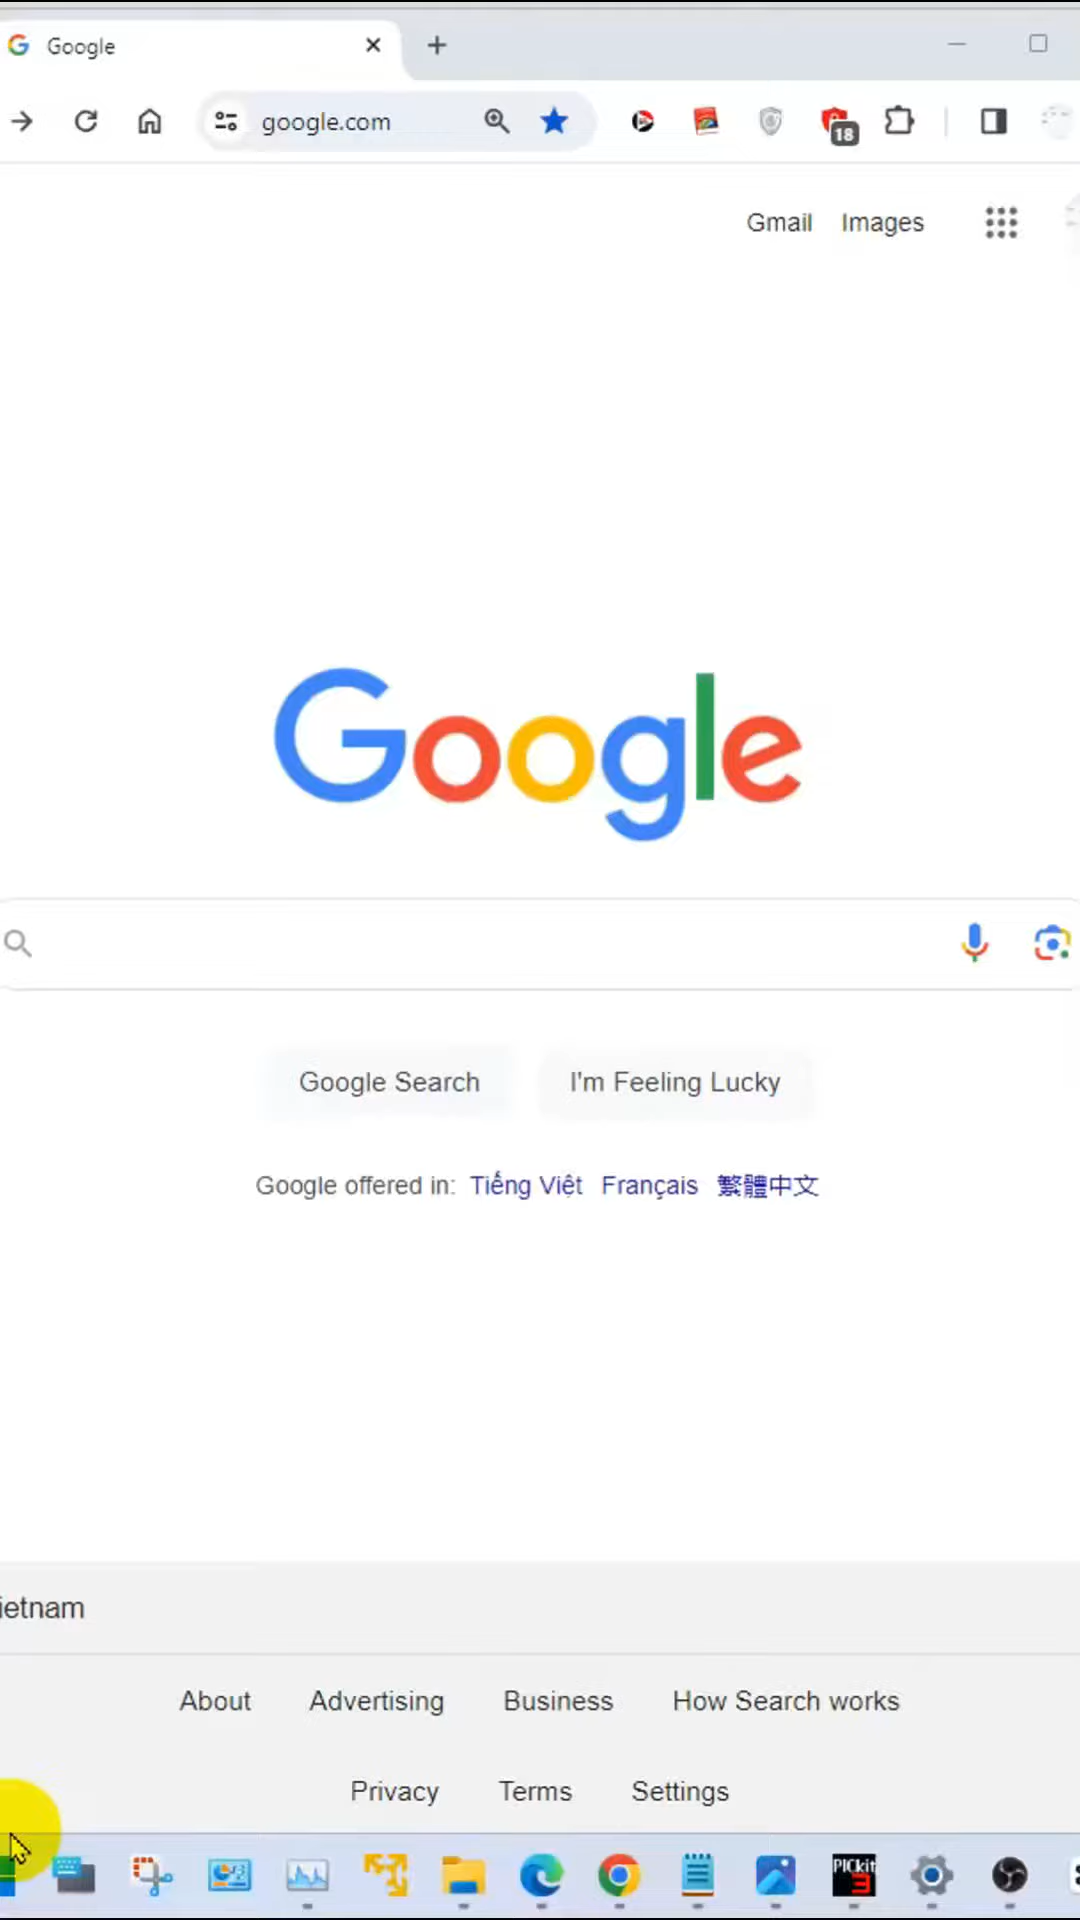 Google
google.com
18
Gmail Images
Google
Google Search I'm Feeling Lucky
Google offered in: Tiếng Việt Français 繁體中文
ietnam
About Advertising Business How Search works
Privacy Terms Settings
PICkit
3